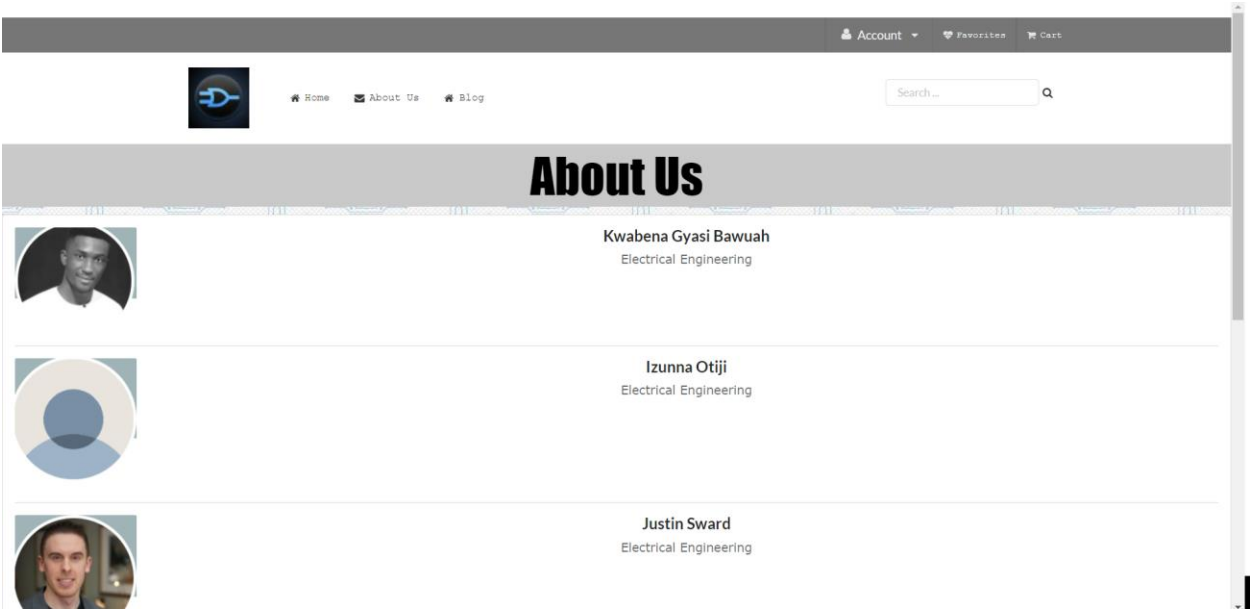 Account Favorites Cart
Home About Us Blog Search ...
About Us
Kwabena Gyasi Bawuah
Electrical Engineering
Izunna Otiji
Electrical Engineering
Justin Sward
Electrical Engineering